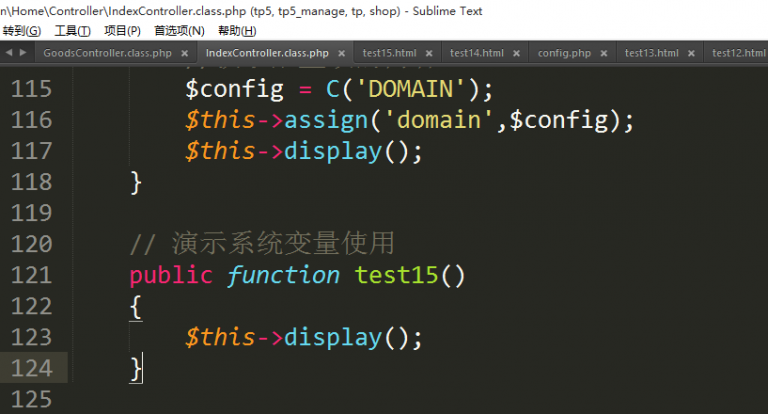 n\Home\Controller\IndexController.class.php (tp5, tp5_manage, tp, shop) - Sublime Text
转到(G) 工具(T) 项目(P) 首选项(N) 帮助(H)
GoodsController.class.php × IndexController.class.php × test15.html × test14.html × config.php × test13.html × test12.html
115 $config = C('DOMAIN');
116 $this->assign('domain',$config);
117 $this->display();
118 }
119
120 // 演示系统变量使用
121 public function test15()
122 {
123 $this->display();
124 }
125